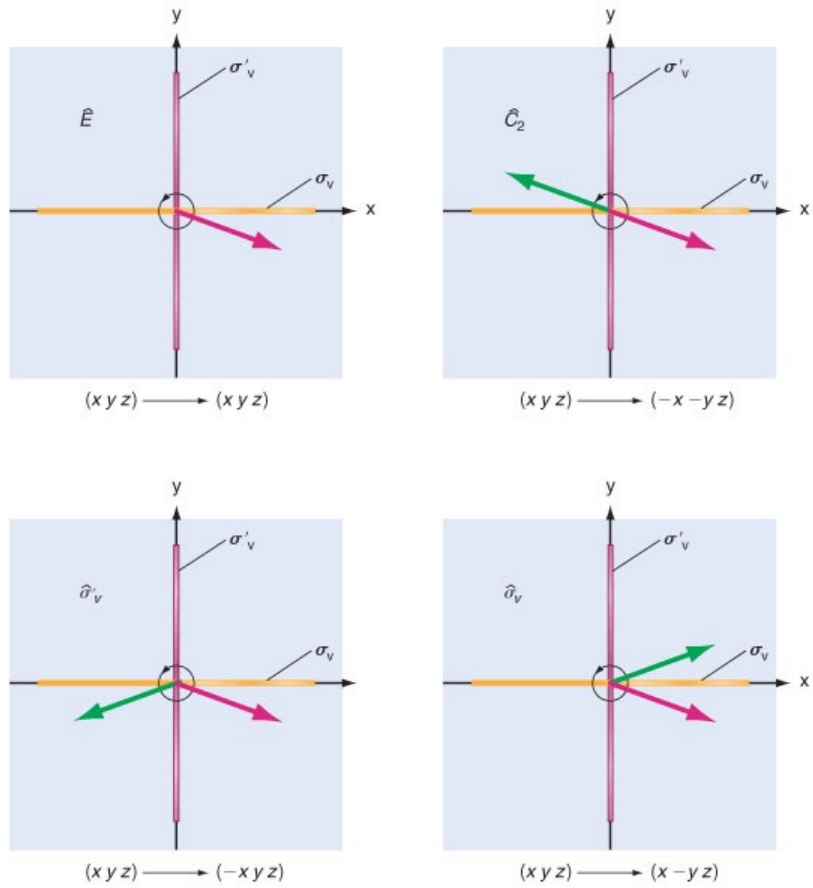 y y
σ′v σ′v
Ê Ĉ2
σv σv
x x
(x y z) → (x y z) (x y z) → (−x −y z)
y y
σ′v σ′v
σ̂′v σ̂v
σv σv
x
(x y z) → (−x y z) (x y z) → (x −y z)